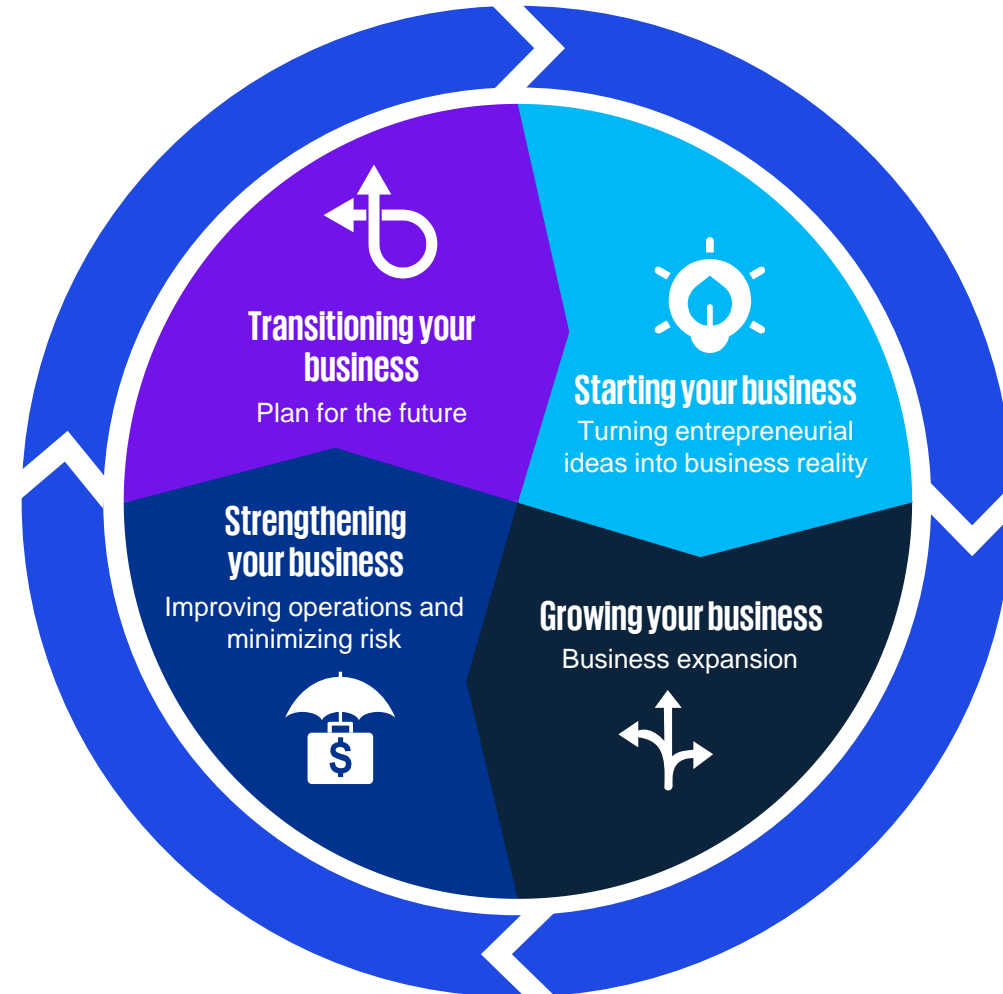 Transitioning your
business
Plan for the future
Starting your business
Turning entrepreneurial
ideas into business reality
Strengthening
your business
Improving operations and
minimizing risk
$
Growing your business
Business expansion